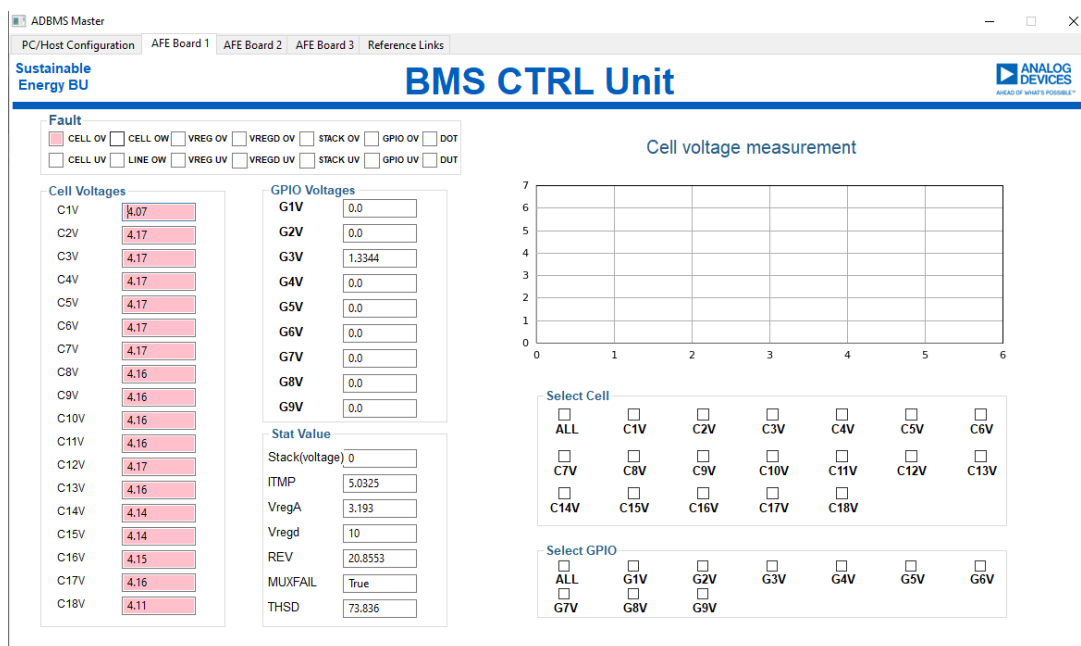 ADBMS Master
PC/Host Configuration AFE Board 1 AFE Board 2 AFE Board 3 Reference Links
Sustainable
Energy BU
BMS CTRL Unit
ANALOG
DEVICES
AHEAD OF WHAT'S POSSIBLE™
Fault
CELL OV CELL OW VREG OV VREGD OV STACK OV GPIO OV DOT
CELL UV LINE OW VREG UV VREGD UV STACK UV GPIO UV DUT
Cell Voltages
C1V 4.07
C2V 4.17
C3V 4.17
C4V 4.17
C5V 4.17
C6V 4.17
C7V 4.17
C8V 4.16
C9V 4.16
C10V 4.16
C11V 4.16
C12V 4.17
C13V 4.16
C14V 4.14
C15V 4.14
C16V 4.15
C17V 4.16
C18V 4.11
GPIO Voltages
G1V 0.0
G2V 0.0
G3V 1.3344
G4V 0.0
G5V 0.0
G6V 0.0
G7V 0.0
G8V 0.0
G9V 0.0
Stat Value
Stack(voltage) 0
ITMP 5.0325
VregA 3.193
Vregd 10
REV 20.8553
MUXFAIL True
THSD 73.836
Cell voltage measurement
7
6
5
4
3
2
1
0
0 1 2 3 4 5 6
Select Cell
ALL C1V C2V C3V C4V C5V C6V
C7V C8V C9V C10V C11V C12V C13V
C14V C15V C16V C17V C18V
Select GPIO
ALL G1V G2V G3V G4V G5V G6V
G7V G8V G9V